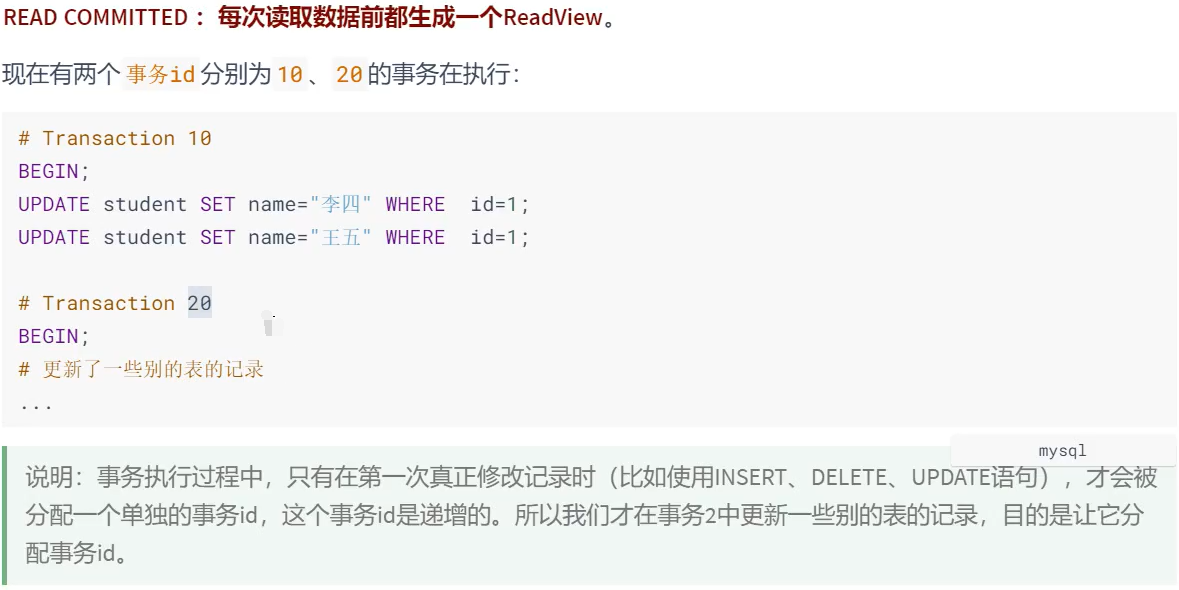 READ COMMITTED ：每次读取数据前都生成一个ReadView。
现在有两个 事务id 分别为 10 、 20 的事务在执行：
# Transaction 10
BEGIN;
UPDATE student SET name="李四" WHERE  id=1;
UPDATE student SET name="王五" WHERE  id=1;
# Transaction 20
BEGIN;
# 更新了一些别的表的记录
...
mysql
说明：事务执行过程中，只有在第一次真正修改记录时（比如使用INSERT、DELETE、UPDATE语句），才会被
分配一个单独的事务id，这个事务id是递增的。所以我们才在事务2中更新一些别的表的记录，目的是让它分
配事务id。